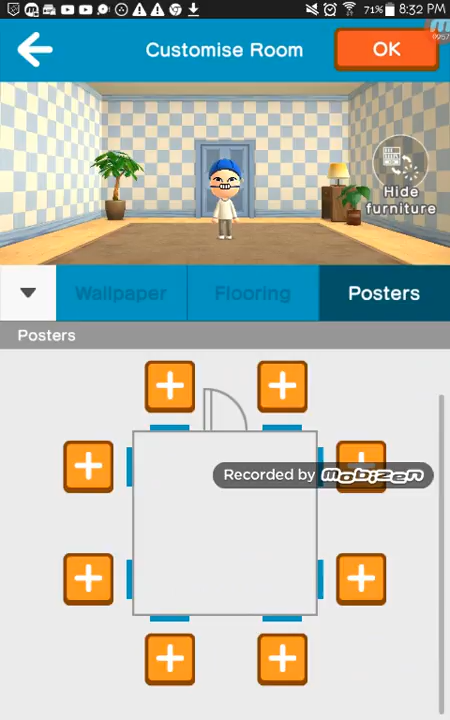 71% 8:32 PM
Customise Room
OK
Hide
furniture
Wallpaper
Flooring
Posters
Posters
Recorded by mobizen